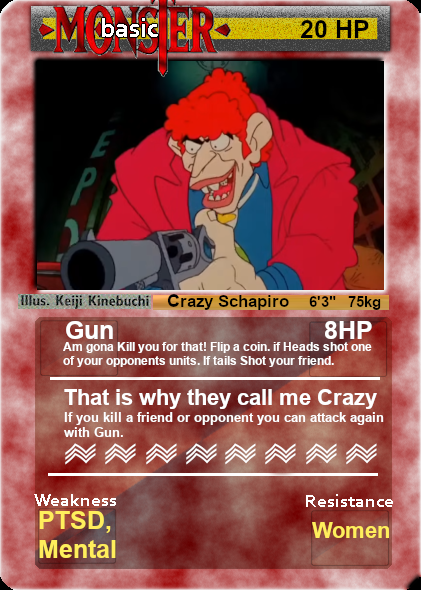 MONSTER
basic
20 HP
EPO
Illus. Keiji Kinebuchi
Crazy Schapiro 6'3" 75kg
Gun 8HP
Am gona Kill you for that! Flip a coin. if Heads shot one
of your opponents units. If tails Shot your friend.
That is why they call me Crazy
If you kill a friend or opponent you can attack again
with Gun.
Weakness
PTSD,
Mental
Resistance
Women